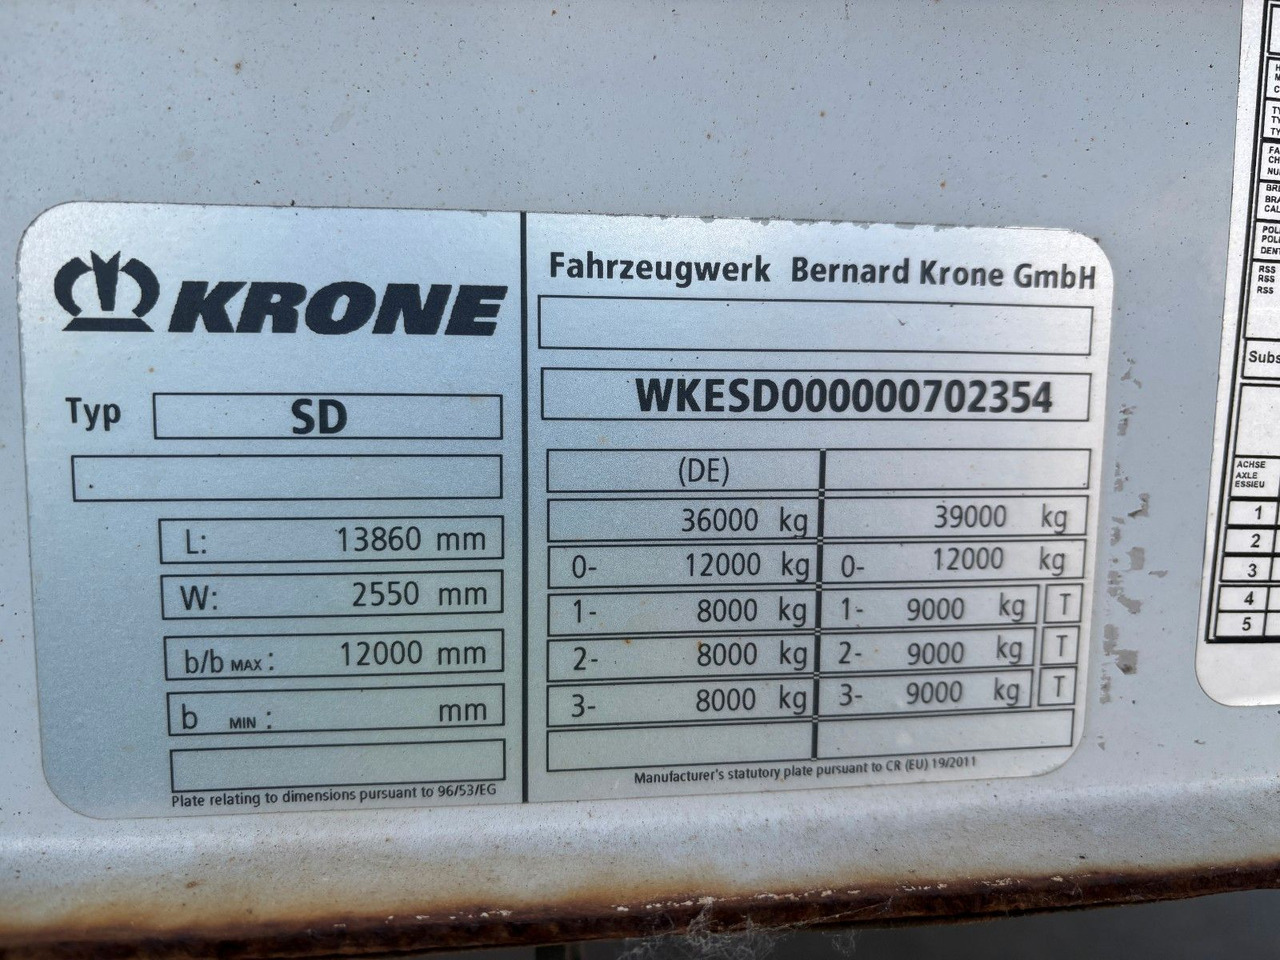 KRONE
Typ SD
L: 13860 mm
W: 2550 mm
b/b MAX : 12000 mm
b MIN : mm
Plate relating to dimensions pursuant to 96/53/EG
Fahrzeugwerk Bernard Krone GmbH
WKESD000000702354
(DE)
36000 kg 39000 kg
0- 12000 kg 0- 12000 kg
1- 8000 kg 1- 9000 kg T
2- 8000 kg 2- 9000 kg T
3- 8000 kg 3- 9000 kg T
Manufacturer's statutory plate pursuant to CR (EU) 19/2011
RSS
RSS
RSS
ACHSE
AXLE
ESSIEU
1
2
3
4
5